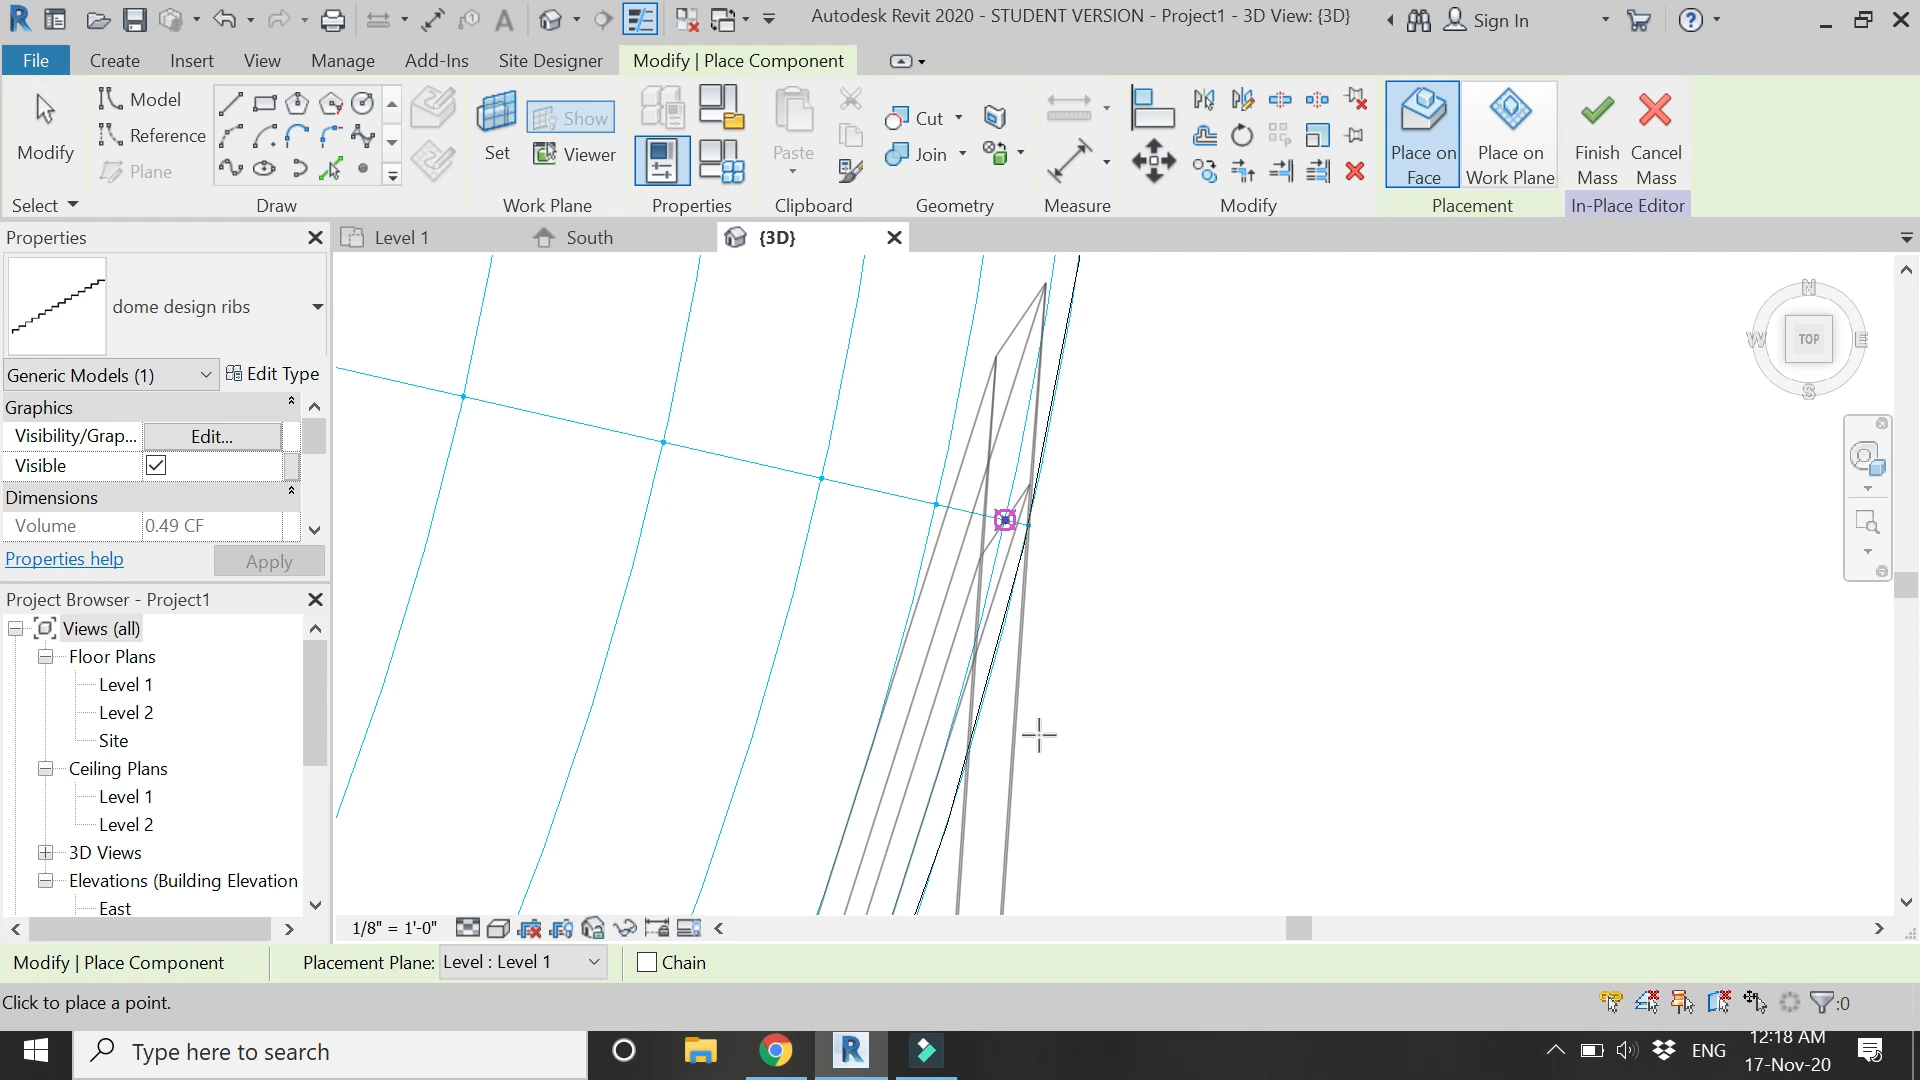 Autodesk Revit 2020 - STUDENT VERSION - Project1 - 3D View: {3D}
Sign In
File
Create
Insert
View
Manage
Add-Ins
Site Designer
Modify | Place Component
Modify
Model
Reference
Plane
Set
Show
Viewer
Paste
Cut
Join
Place on Face
Place on Work Plane
Finish Mass
Cancel Mass
Select
Draw
Work Plane
Properties
Clipboard
Geometry
Measure
Modify
Placement
In-Place Editor
Properties
Level 1
South
{3D}
dome design ribs
Generic Models (1)
Edit Type
Graphics
Visibility/Grap...
Edit...
Visible
Dimensions
Volume
0.49 CF
Properties help
Apply
Project Browser - Project1
Views (all)
Floor Plans
Level 1
Level 2
Site
Ceiling Plans
Level 1
Level 2
3D Views
Elevations (Building Elevation
East
N
W
TOP
E
S
1/8" = 1'-0"
Modify | Place Component
Placement Plane:
Level : Level 1
Chain
Click to place a point.
:0
Type here to search
ENG
12:18 AM
17-Nov-20